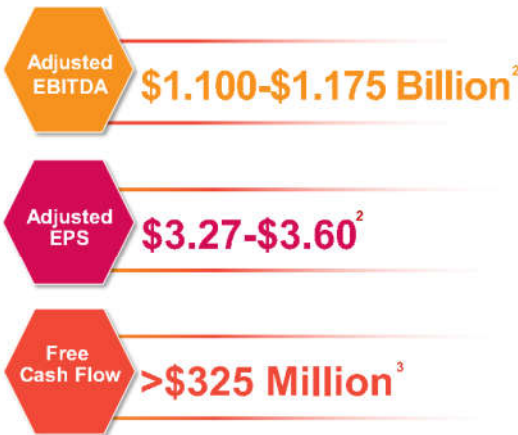 Adjusted
EBITDA
$1.100-$1.175 Billion²
Adjusted
EPS
$3.27-$3.60²
Free
Cash Flow
>$325 Million³